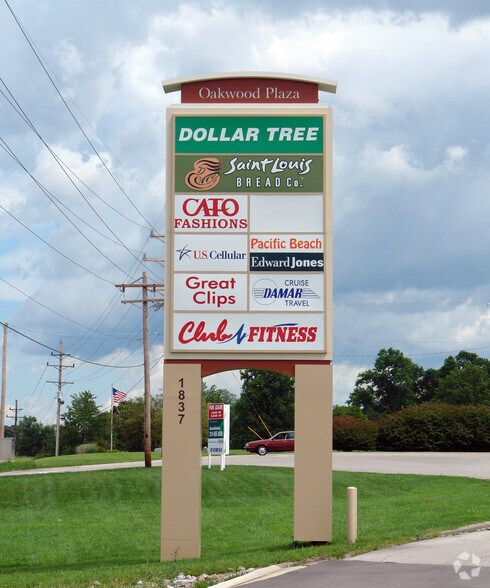 Oakwood Plaza
DOLLAR TREE
Saint Louis
BREAD Co.
CATO
FASHIONS
U.S. Cellular
Pacific Beach
Edward Jones
Great
Clips
CRUISE
DAMAR
TRAVEL
Club FITNESS
1837